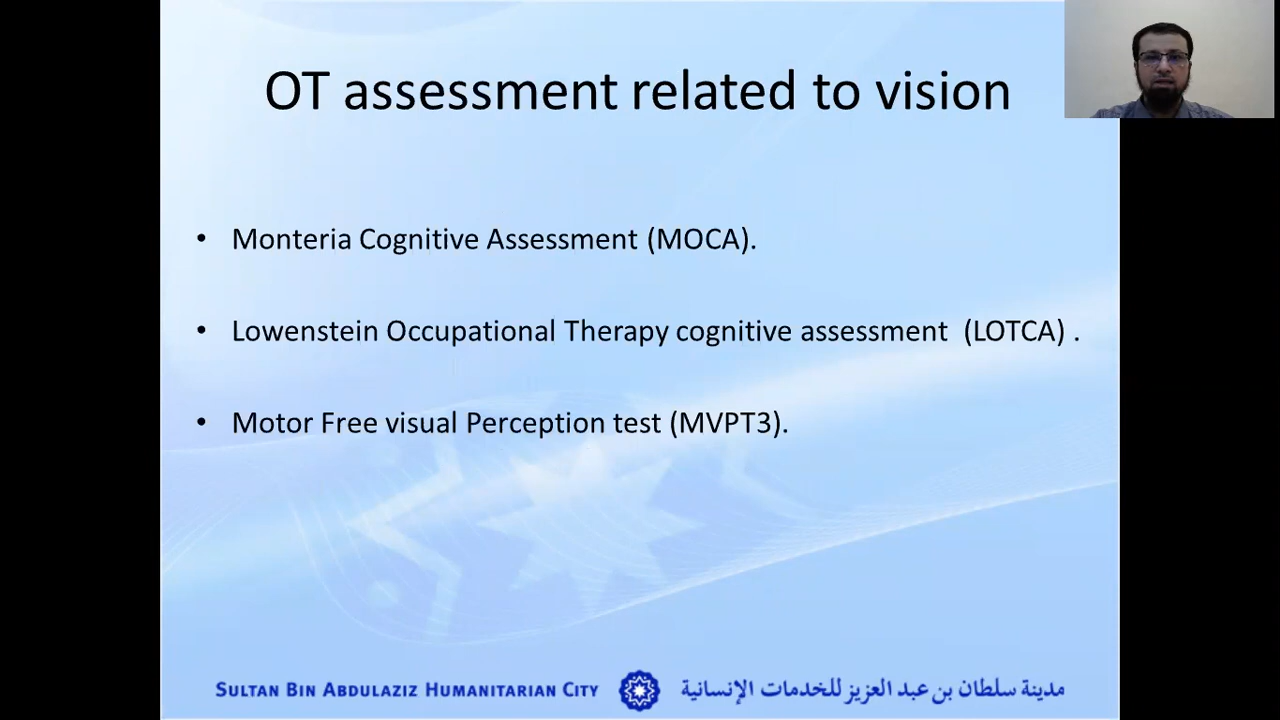 OT assessment related to vision
• Monteria Cognitive Assessment (MOCA).
• Lowenstein Occupational Therapy cognitive assessment  (LOTCA) .
• Motor Free visual Perception test (MVPT3).
SULTAN BIN ABDULAZIZ HUMANITARIAN CITY
مدينة سلطان بن عبد العزيز للخدمات الإنسانية